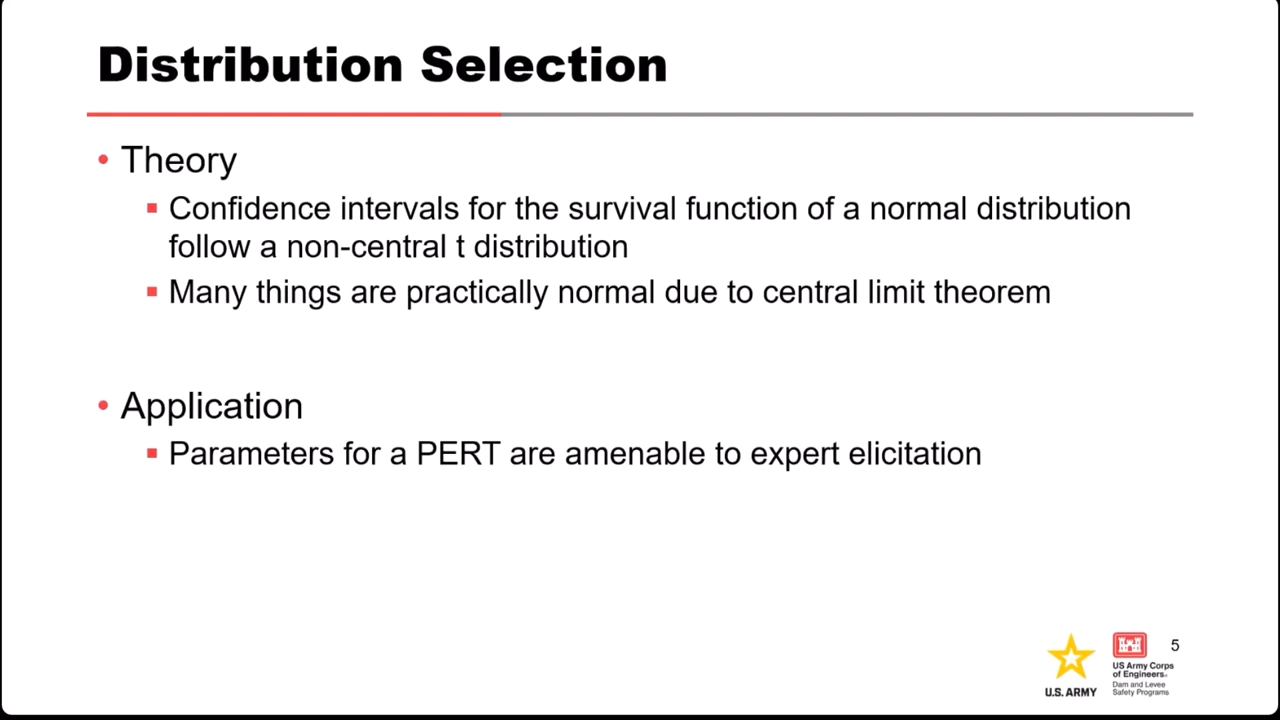 Distribution Selection
• Theory
▪ Confidence intervals for the survival function of a normal distribution
follow a non-central t distribution
▪ Many things are practically normal due to central limit theorem
• Application
▪ Parameters for a PERT are amenable to expert elicitation
5
U.S. ARMY
US Army Corps
of Engineers®
Dam and Levee
Safety Programs